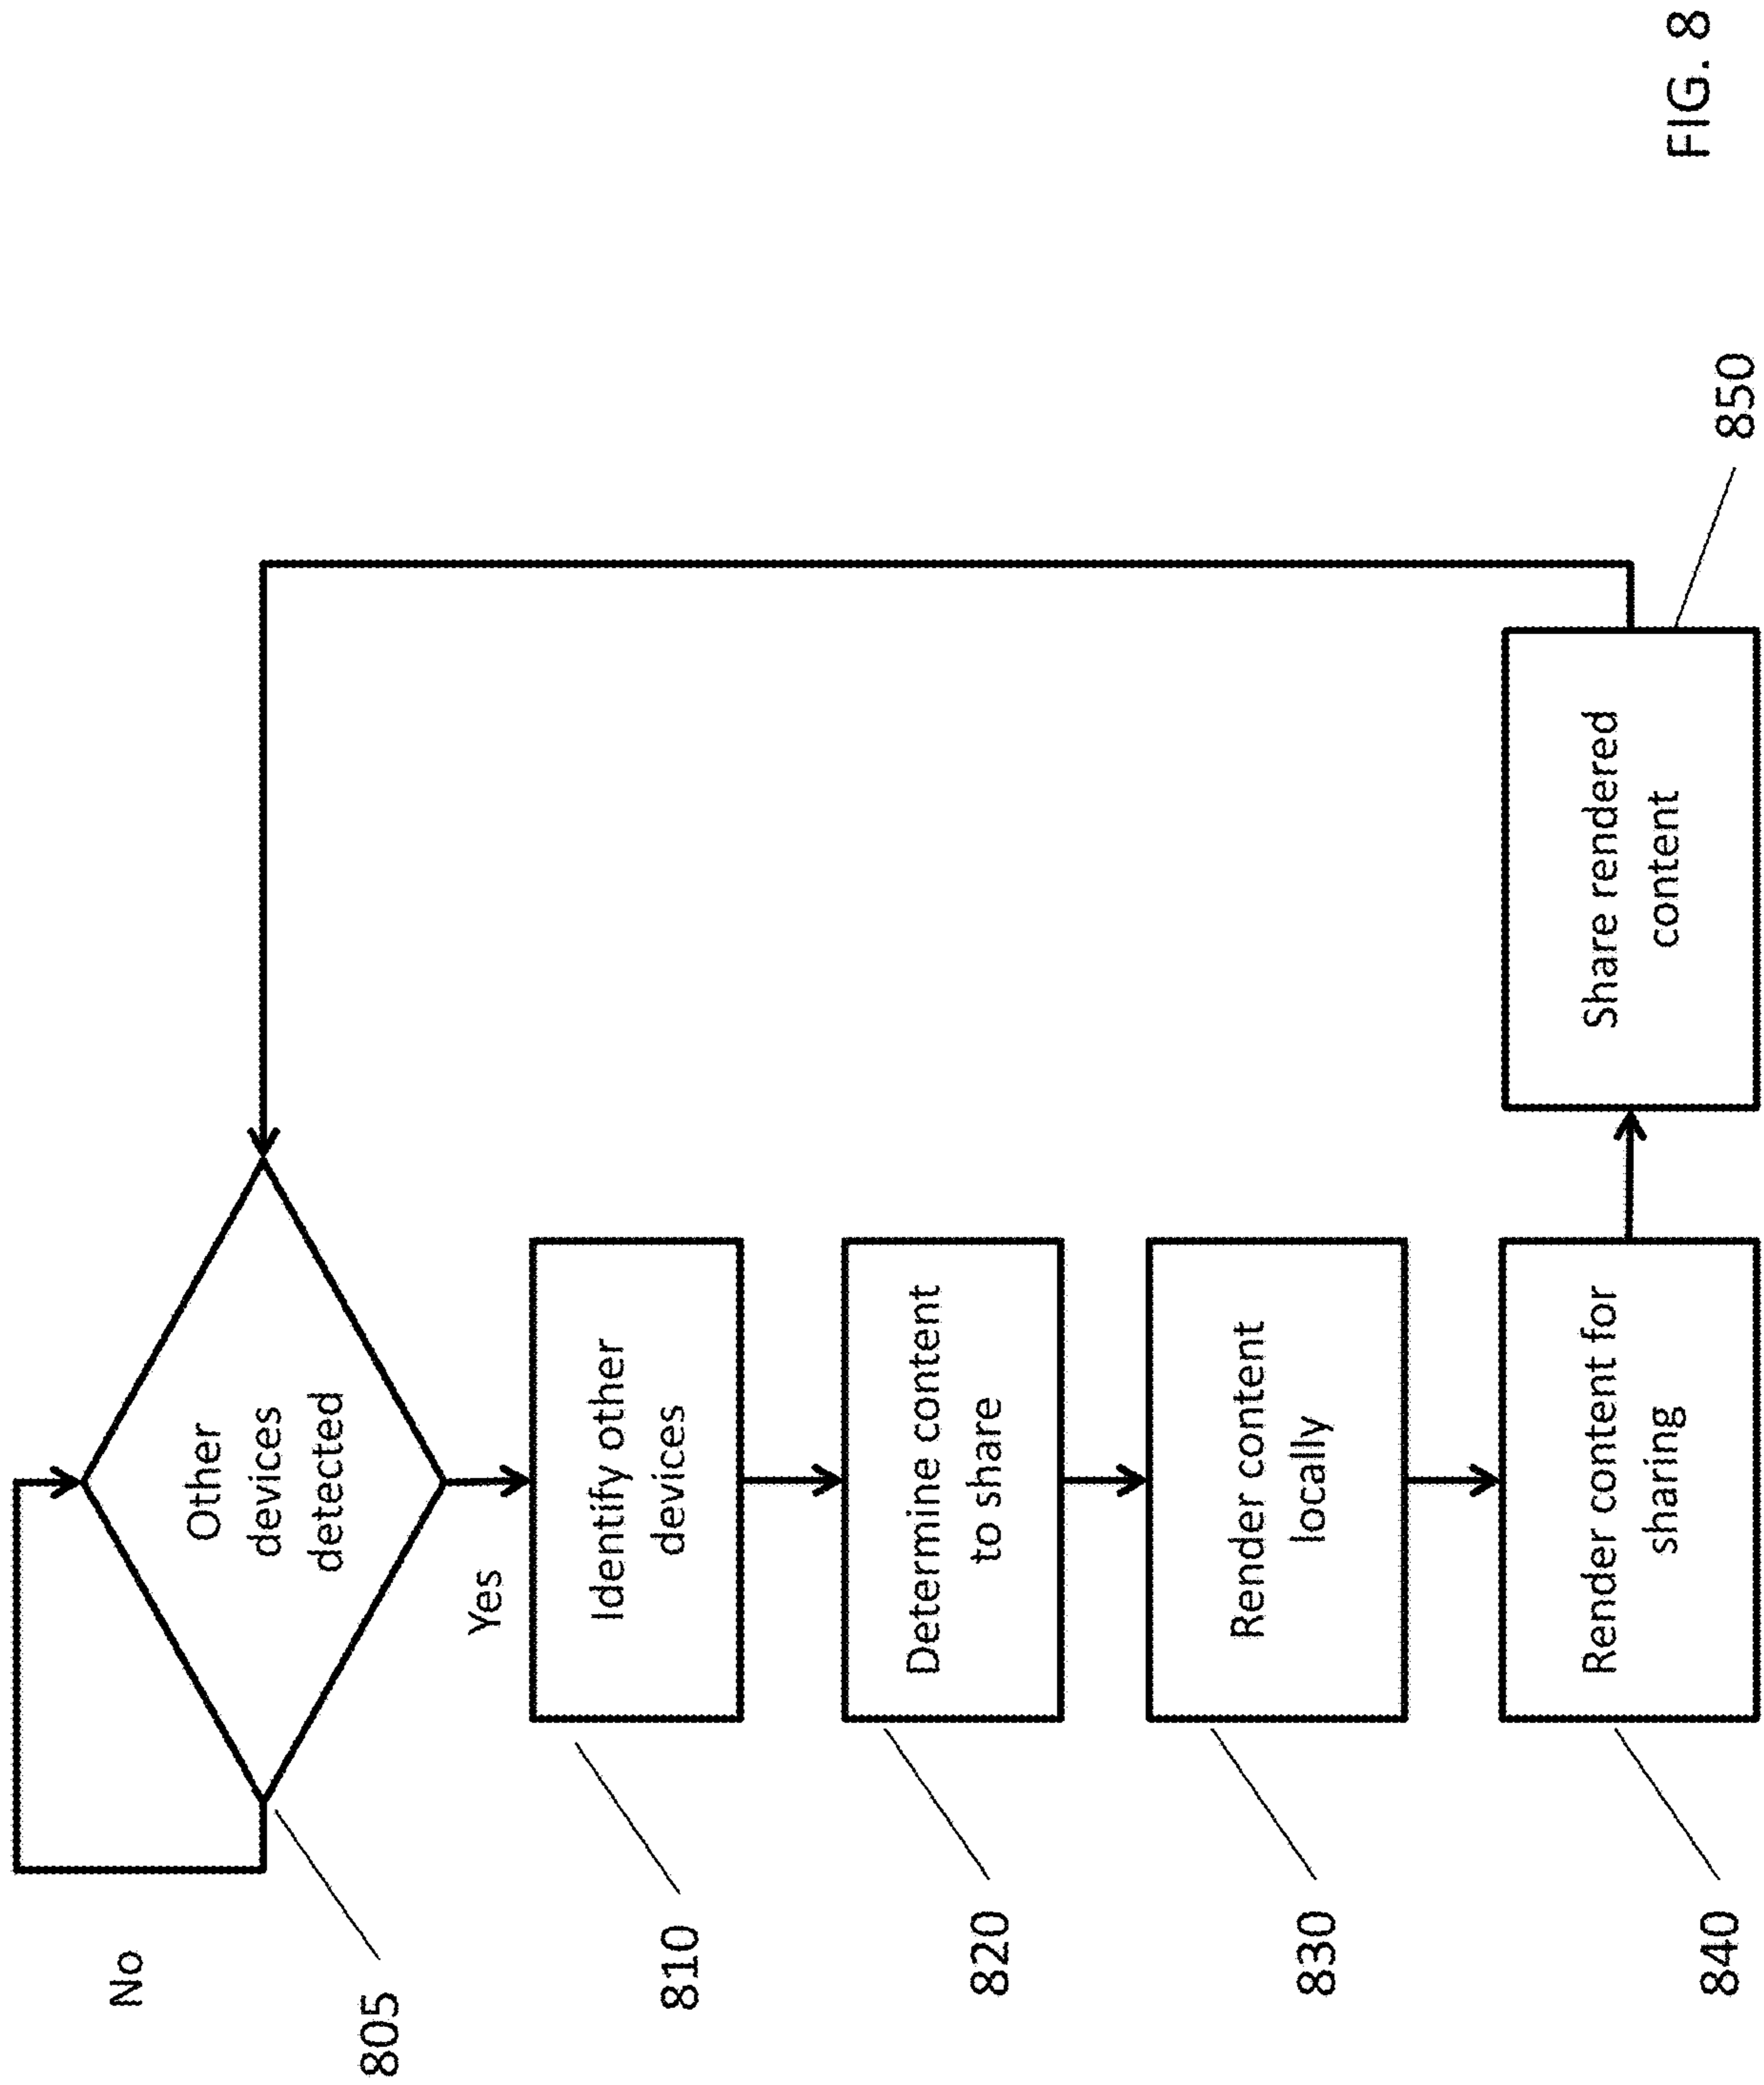 No
805
Other
devices
detected
Yes
810
Identify other
devices
820
Determine content
to share
830
Render content
locally
840
Render content for
sharing
Share rendered
content
850
FIG. 8